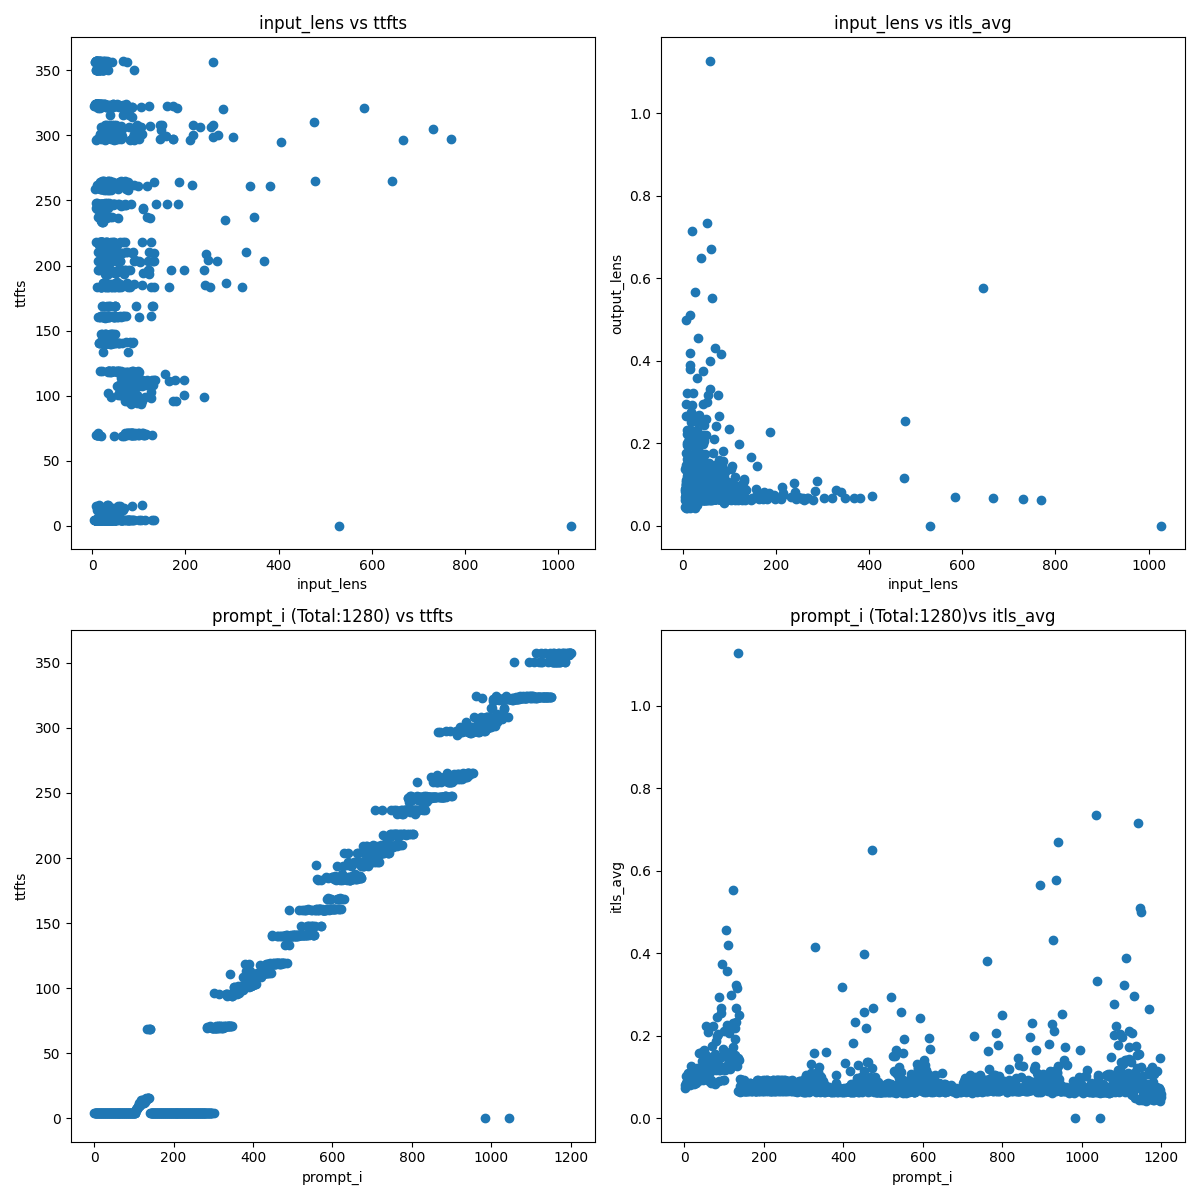 input_lens vs ttfts
350
300
250
200
150
100
50
0
ttfts
0 200 400 600 800 1000
input_lens
input_lens vs itls_avg
1.0
0.8
0.6
0.4
0.2
0.0
output_lens
0 200 400 600 800 1000
input_lens
prompt_i (Total:1280) vs ttfts
350
300
250
200
150
100
50
0
ttfts
0 200 400 600 800 1000 1200
prompt_i
prompt_i (Total:1280)vs itls_avg
1.0
0.8
0.6
0.4
0.2
0.0
itls_avg
0 200 400 600 800 1000 1200
prompt_i